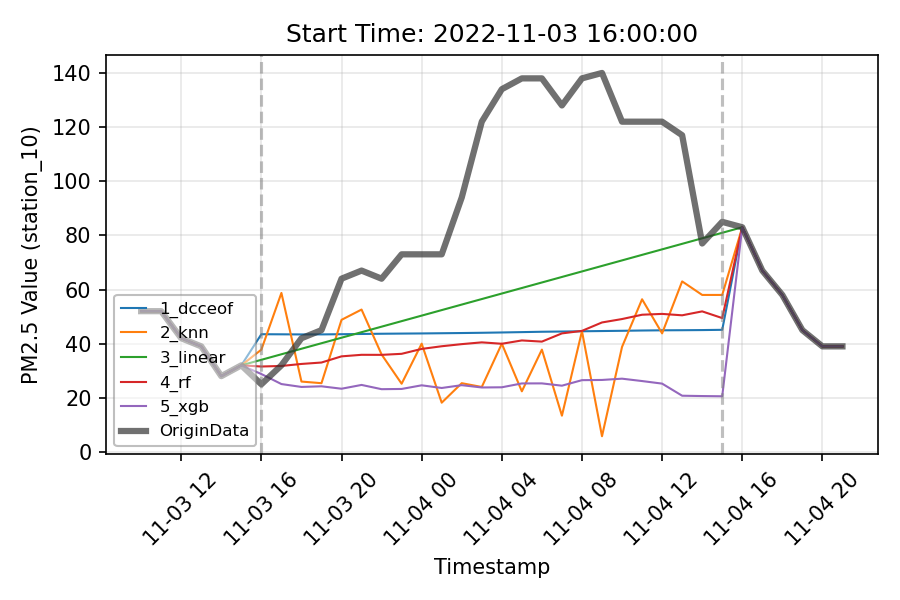 Start Time: 2022-11-03 16:00:00
PM2.5 Value (station_10)
140
120
100
80
60
40
20
0
1_dcceof
2_knn
3_linear
4_rf
5_xgb
OriginData
11-03 12
11-03 16
11-03 20
11-04 00
11-04 04
11-04 08
11-04 12
11-04 16
11-04 20
Timestamp